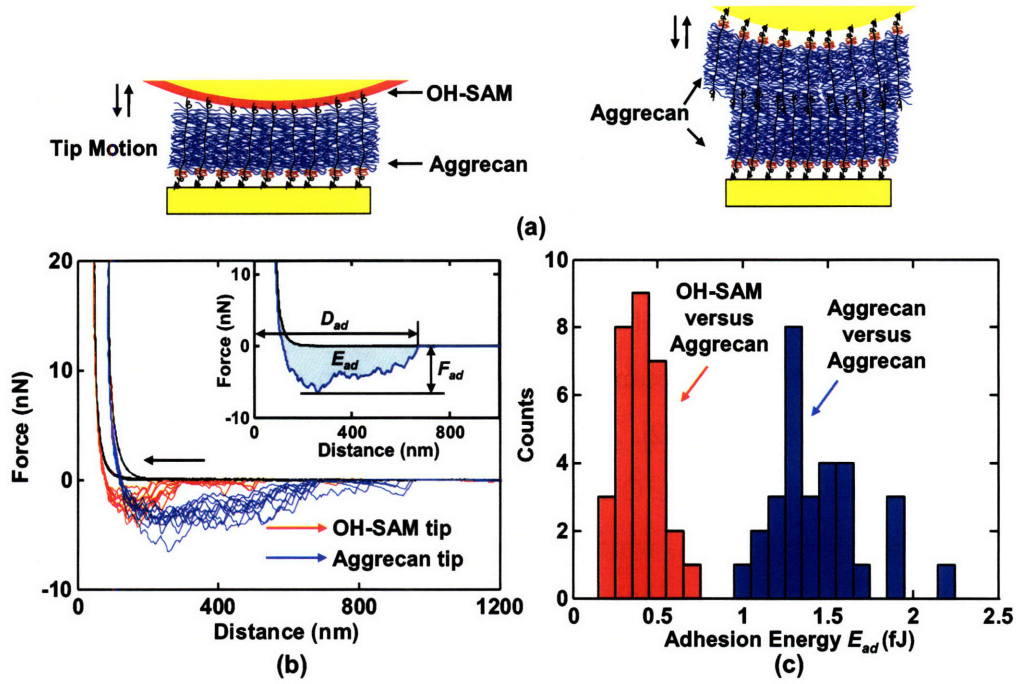 OH-SAM
Tip Motion
Aggrecan
Aggrecan
(a)
20
10
0
-10
Force (nN)
0
400
800
1200
Distance (nm)
OH-SAM tip
Aggrecan tip
10
0
-10
Force (nN)
0
400
800
Distance (nm)
D_ad
E_ad
F_ad
(b)
10
8
6
4
2
0
Counts
OH-SAM
versus
Aggrecan
Aggrecan
versus
Aggrecan
0
0.5
1
1.5
2
2.5
Adhesion Energy E_ad (fJ)
(c)